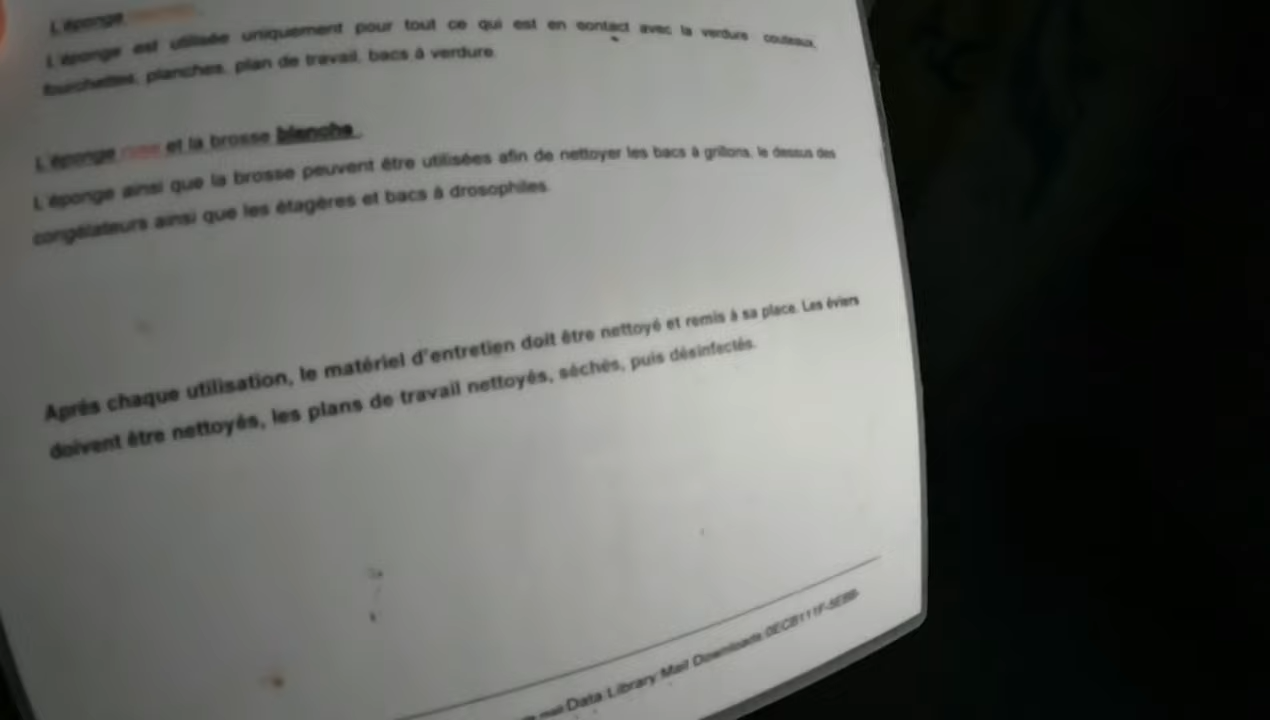 L'éponge
L'éponge est utilisée uniquement pour tout ce qui est en contact avec la verdure couteaux,
fourchettes, planches, plan de travail, bacs à verdure.
L'éponge rose et la brosse blanche.
L'éponge ainsi que la brosse peuvent être utilisées afin de nettoyer les bacs à grillons, le dessus des
congélateurs ainsi que les étagères et bacs à drosophiles.
Après chaque utilisation, le matériel d'entretien doit être nettoyé et remis à sa place. Les éviers
doivent être nettoyés, les plans de travail nettoyés, séchés, puis désinfectés.
mail Data Library Mail Downloads 0ECB111F-5E8B-